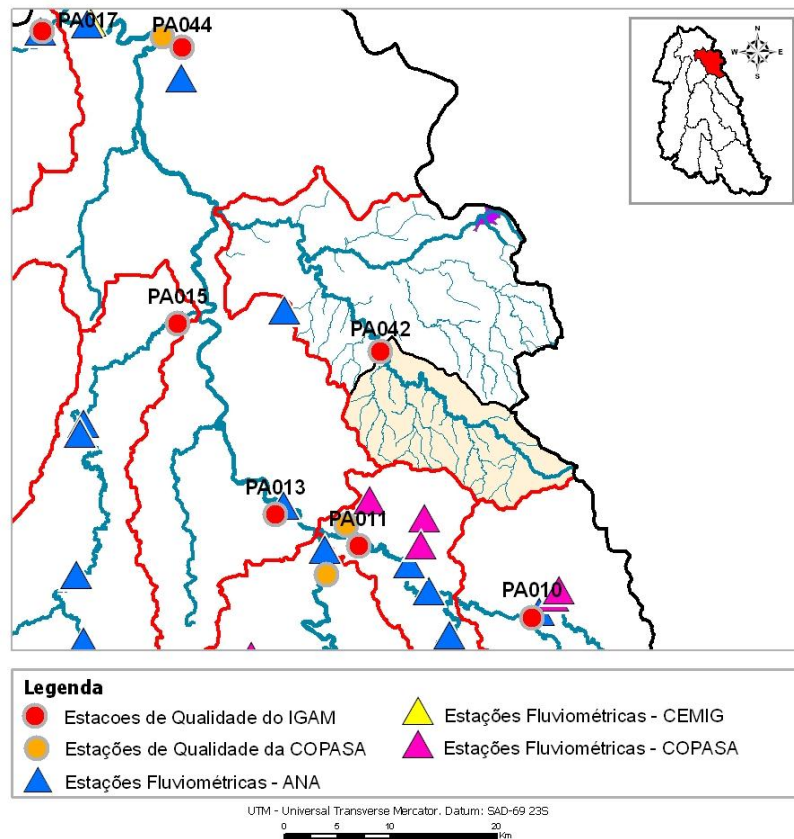 PA017
PA044
N
W
E
S
PA015
PA042
PA013
PA011
PA010
Legenda
Estacoes de Qualidade do IGAM
Estações de Qualidade da COPASA
Estações Fluviométricas - ANA
Estações Fluviométricas - CEMIG
Estações Fluviométricas - COPASA
UTM - Universal Transverse Mercator. Datum: SAD-69 23S
0 5 10 20
Km